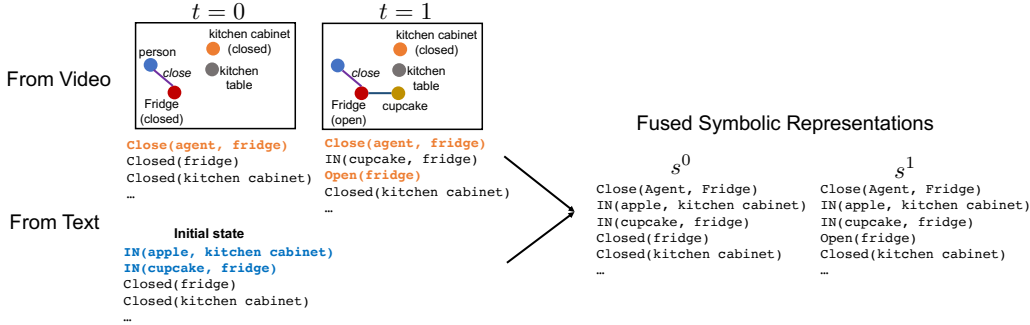 t = 0
t = 1
From Video
person
close
Fridge
(closed)
kitchen cabinet
(closed)
kitchen
table
kitchen cabinet
(closed)
close
kitchen
table
Fridge
(open)
cupcake
Close(agent, fridge)
Closed(fridge)
Closed(kitchen cabinet)
…
Close(agent, fridge)
IN(cupcake, fridge)
Open(fridge)
Closed(kitchen cabinet)
…
From Text
Initial state
IN(apple, kitchen cabinet)
IN(cupcake, fridge)
Closed(fridge)
Closed(kitchen cabinet)
…
Fused Symbolic Representations
s⁰
Close(Agent, Fridge)
IN(apple, kitchen cabinet)
IN(cupcake, fridge)
Closed(fridge)
Closed(kitchen cabinet)
…
s¹
Close(Agent, Fridge)
IN(apple, kitchen cabinet)
IN(cupcake, fridge)
Open(fridge)
Closed(kitchen cabinet)
…